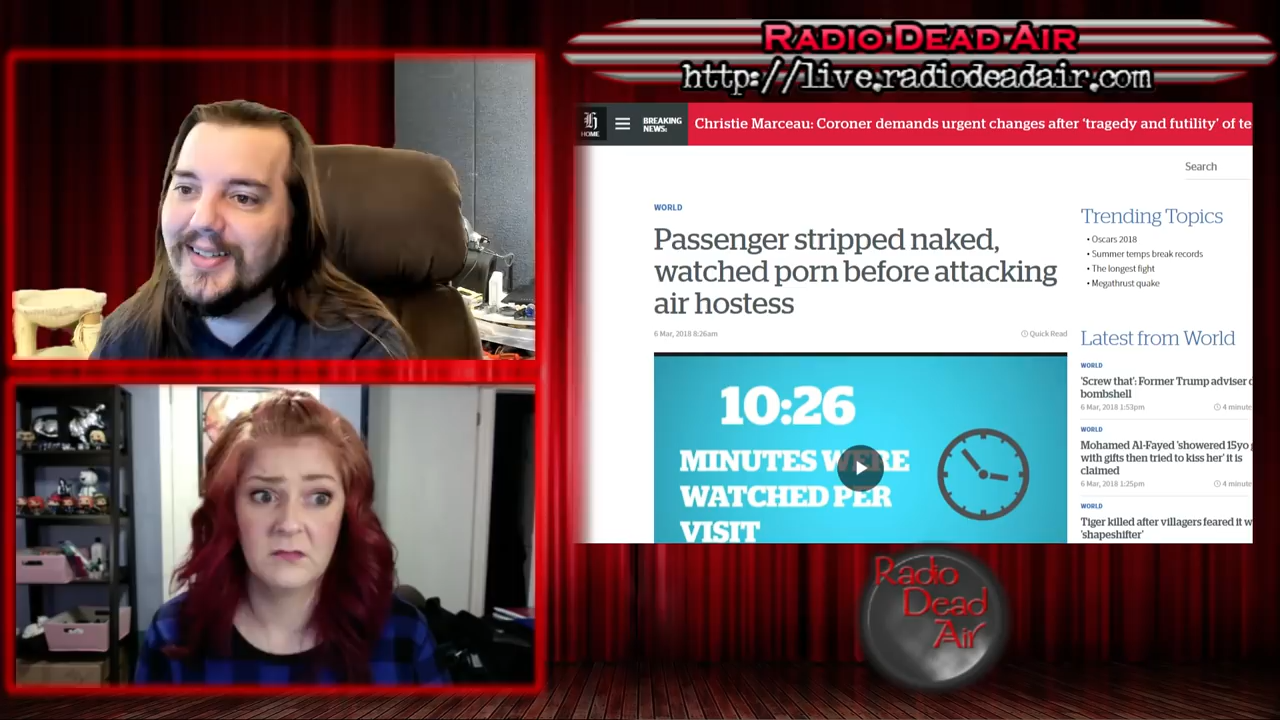 RADIO DEAD AIR
http://live.radiodeadair.com
HOME
BREAKING
NEWS:
Christie Marceau: Coroner demands urgent changes after 'tragedy and futility' of te
Search
WORLD
Passenger stripped naked,
watched porn before attacking
air hostess
6 Mar, 2018 8:26am
Quick Read
10:26
MINUTES WERE
WATCHED PER
VISIT
Trending Topics
• Oscars 2018
• Summer temps break records
• The longest fight
• Megathrust quake
Latest from World
WORLD
'Screw that': Former Trump adviser
bombshell
6 Mar, 2018 1:53pm
4 minute
WORLD
Mohamed Al-Fayed 'showered 15yo
with gifts then tried to kiss her' it is
claimed
6 Mar, 2018 1:25pm
4 minute
WORLD
Tiger killed after villagers feared it w
'shapeshifter'
Radio
Dead
Air